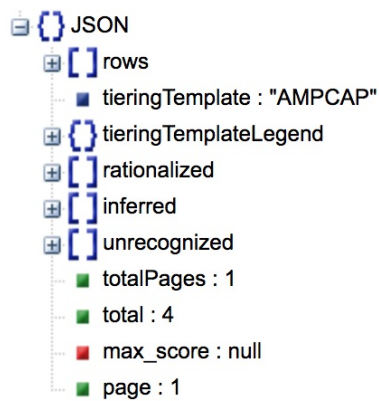 JSON
rows
tieringTemplate : "AMPCAP"
tieringTemplateLegend
rationalized
inferred
unrecognized
totalPages : 1
total : 4
max_score : null
page : 1